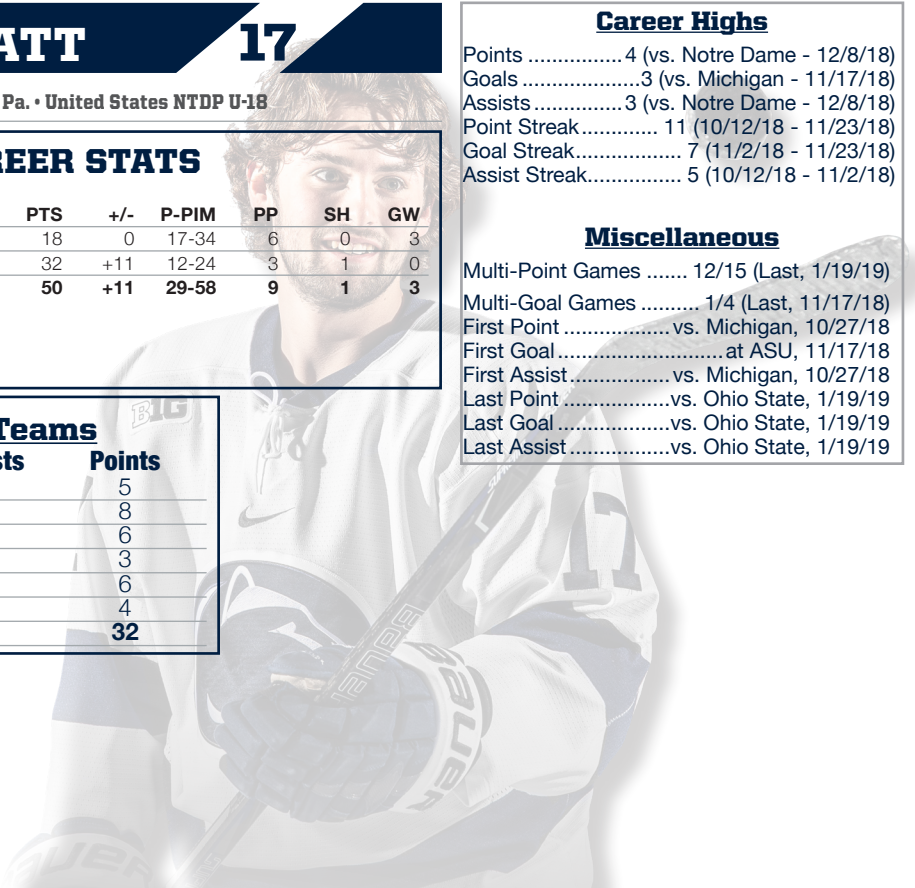 ATT 17
Pa. • United States NTDP U-18
REER STATS
PTS +/- P-PIM PP SH GW
18 0 17-34 6 0 3
32 +11 12-24 3 1 0
50 +11 29-58 9 1 3
Teams
sts Points
5
8
6
3
6
4
32
Career Highs
Points ................4 (vs. Notre Dame - 12/8/18)
Goals ....................3 (vs. Michigan - 11/17/18)
Assists ...............3 (vs. Notre Dame - 12/8/18)
Point Streak............. 11 (10/12/18 - 11/23/18)
Goal Streak.................. 7 (11/2/18 - 11/23/18)
Assist Streak................ 5 (10/12/18 - 11/2/18)
Miscellaneous
Multi-Point Games ....... 12/15 (Last, 1/19/19)
Multi-Goal Games .......... 1/4 (Last, 11/17/18)
First Point ..................vs. Michigan, 10/27/18
First Goal............................at ASU, 11/17/18
First Assist.................vs. Michigan, 10/27/18
Last Point ..................vs. Ohio State, 1/19/19
Last Goal...................vs. Ohio State, 1/19/19
Last Assist.................vs. Ohio State, 1/19/19
B1G
17
BAUER
BAUER
BAUER